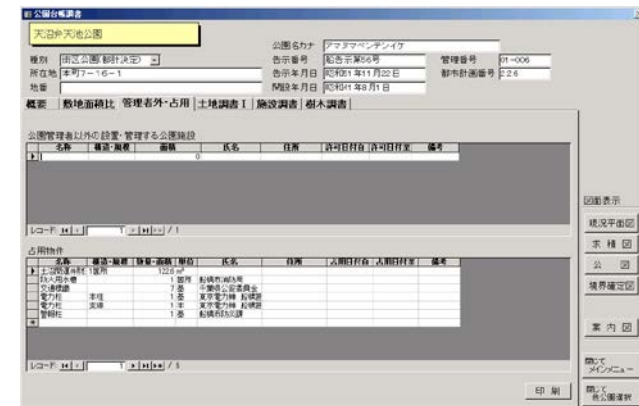 公園台帳調書
天沼弁天池公園
公園名カナ アマヌマベンテンイケ
種別 街区公園(都計決定) 告示番号 船告示第56号 管理番号 01-006
所在地 本町7-16-1 告示年月日 昭和51年11月22日 都市計画番号 2.2.6
地番 開設年月日 昭和41年8月1日
概要 敷地面積比 管理者外・占用 土地調書Ⅰ 施設調書 樹木調書
公園管理者以外の設置・管理する公園施設
名称 構造・規模 面積 氏名 住所 許可日付自 許可日付至 備考
0
レコード: 1 / 1
占用物件
名称 構造・規模 数量・面積 単位 氏名 住所 占用日付自 占用日付至 備考
1箇所 122.6 ㎡
防火用水槽 1 箇所 船橋市消防局
交通標識 7 基 千葉県公安委員会
電力柱 本柱 1 基 東京電力㈱ 船橋
電力柱 支線 1 本 東京電力㈱ 船橋
警報柱 1 基 船橋市防災課
レコード: 1 / 5
図面表示
現況平面図
求積図
公図
境界確定図
案内図
閉じて
メインメニュー
閉じて
他公園選択
印刷